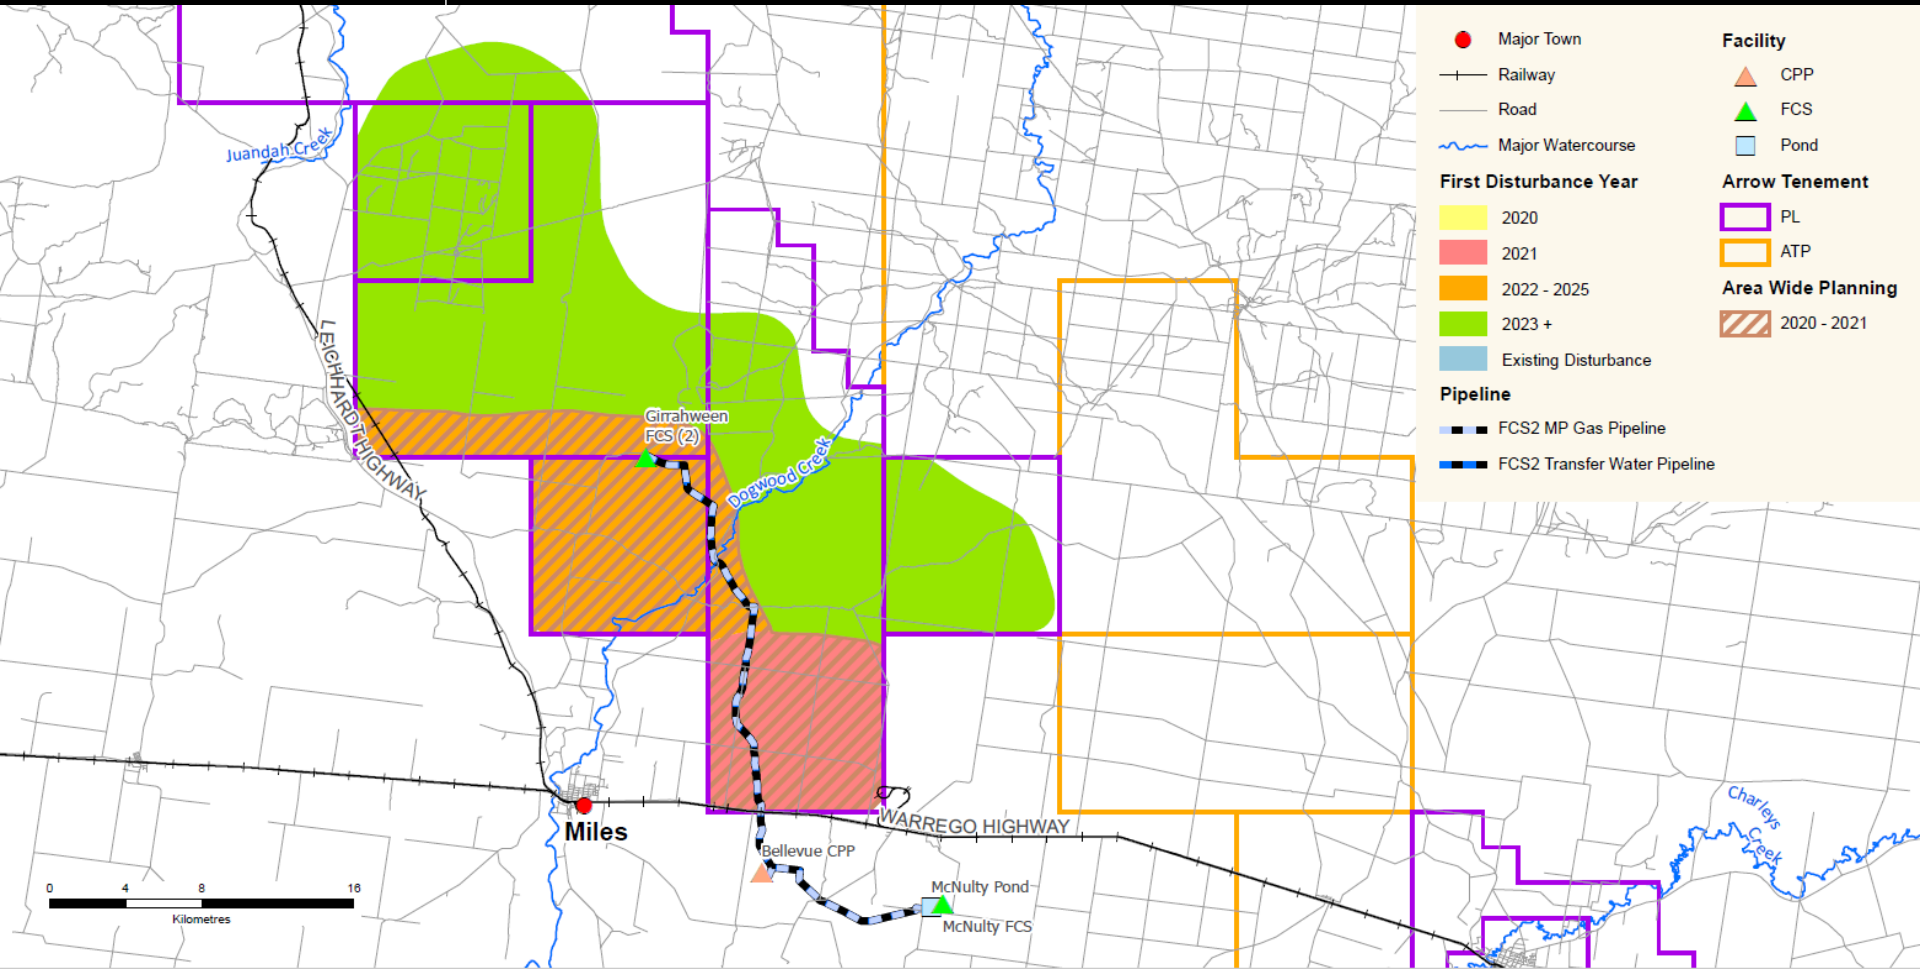 Major Town
Railway
Road
Major Watercourse
First Disturbance Year
2020
2021
2022 - 2025
2023 +
Existing Disturbance
Pipeline
FCS2 MP Gas Pipeline
FCS2 Transfer Water Pipeline
Facility
CPP
FCS
Pond
Arrow Tenement
PL
ATP
Area Wide Planning
2020 - 2021
Juandah Creek
LEICHHARDT HIGHWAY
Girrahween
FCS (2)
Dogwood Creek
Miles
WARREGO HIGHWAY
Bellevue CPP
McNulty Pond
McNulty FCS
Charleys
Creek
0 4 8 16
Kilometres